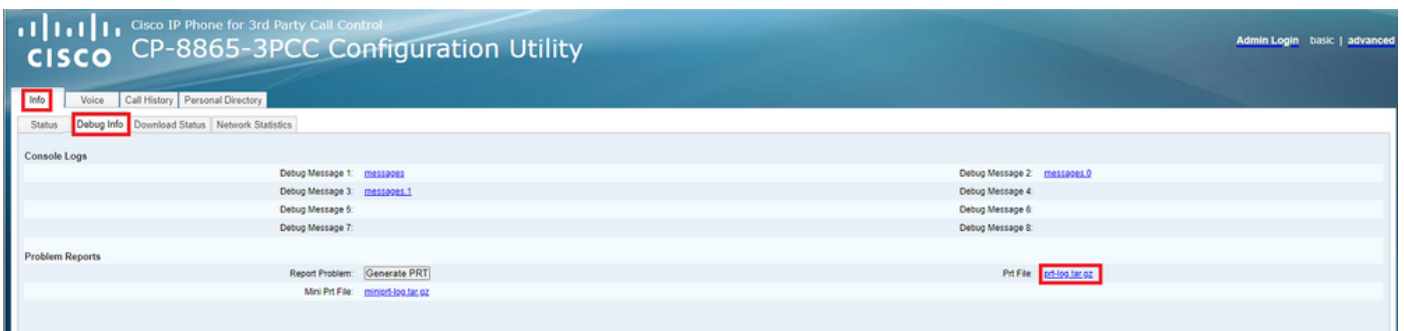 Cisco IP Phone for 3rd Party Call Control
CISCO CP-8865-3PCC Configuration Utility
Admin Login basic | advanced
Info Voice Call History Personal Directory
Status Debug Info Download Status Network Statistics
Console Logs
Debug Message 1: messages Debug Message 2: messages.0
Debug Message 3: messages.1 Debug Message 4:
Debug Message 5: Debug Message 6:
Debug Message 7: Debug Message 8:
Problem Reports
Report Problem: Generate PRT Prt File: prt-log.tar.gz
Mini Prt File: miniprt-log.tar.gz